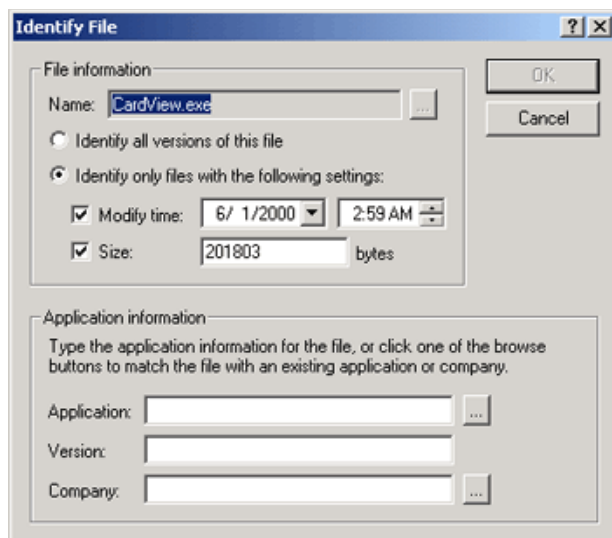 Identify File
File information
OK
Name: CardView.exe ...
Cancel
Identify all versions of this file
Identify only files with the following settings:
Modify time: 6/ 1/2000 2:59 AM
Size: 201803 bytes
Application information
Type the application information for the file, or click one of the browse
buttons to match the file with an existing application or company.
Application: ...
Version:
Company: ...